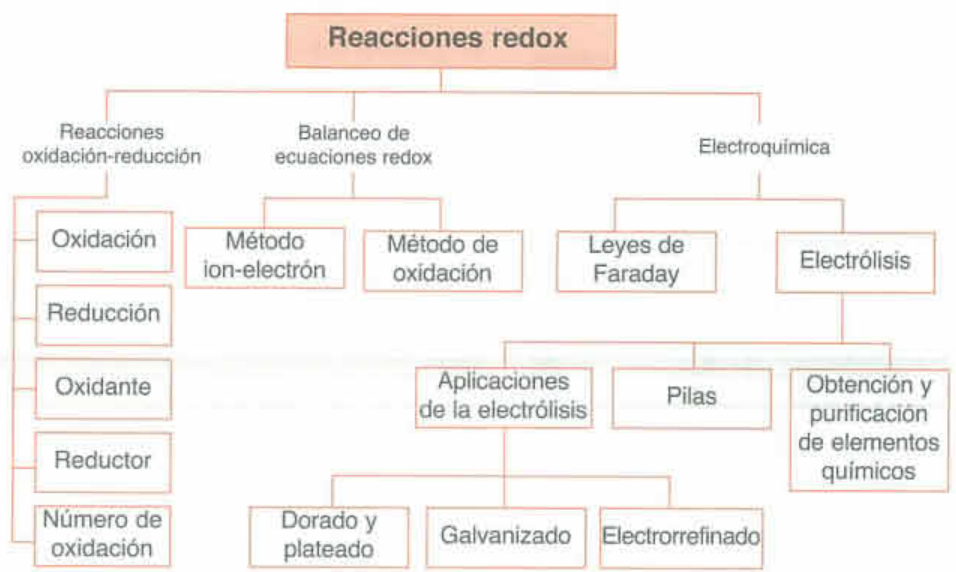 Reacciones redox
Reacciones
oxidación-reducción
Balanceo de
ecuaciones redox
Electroquímica
Oxidación
Reducción
Oxidante
Reductor
Número de
oxidación
Método
ion-electrón
Método de
oxidación
Leyes de
Faraday
Electrólisis
Aplicaciones
de la electrólisis
Pilas
Obtención y
purificación
de elementos
químicos
Dorado y
plateado
Galvanizado
Electrorrefinado